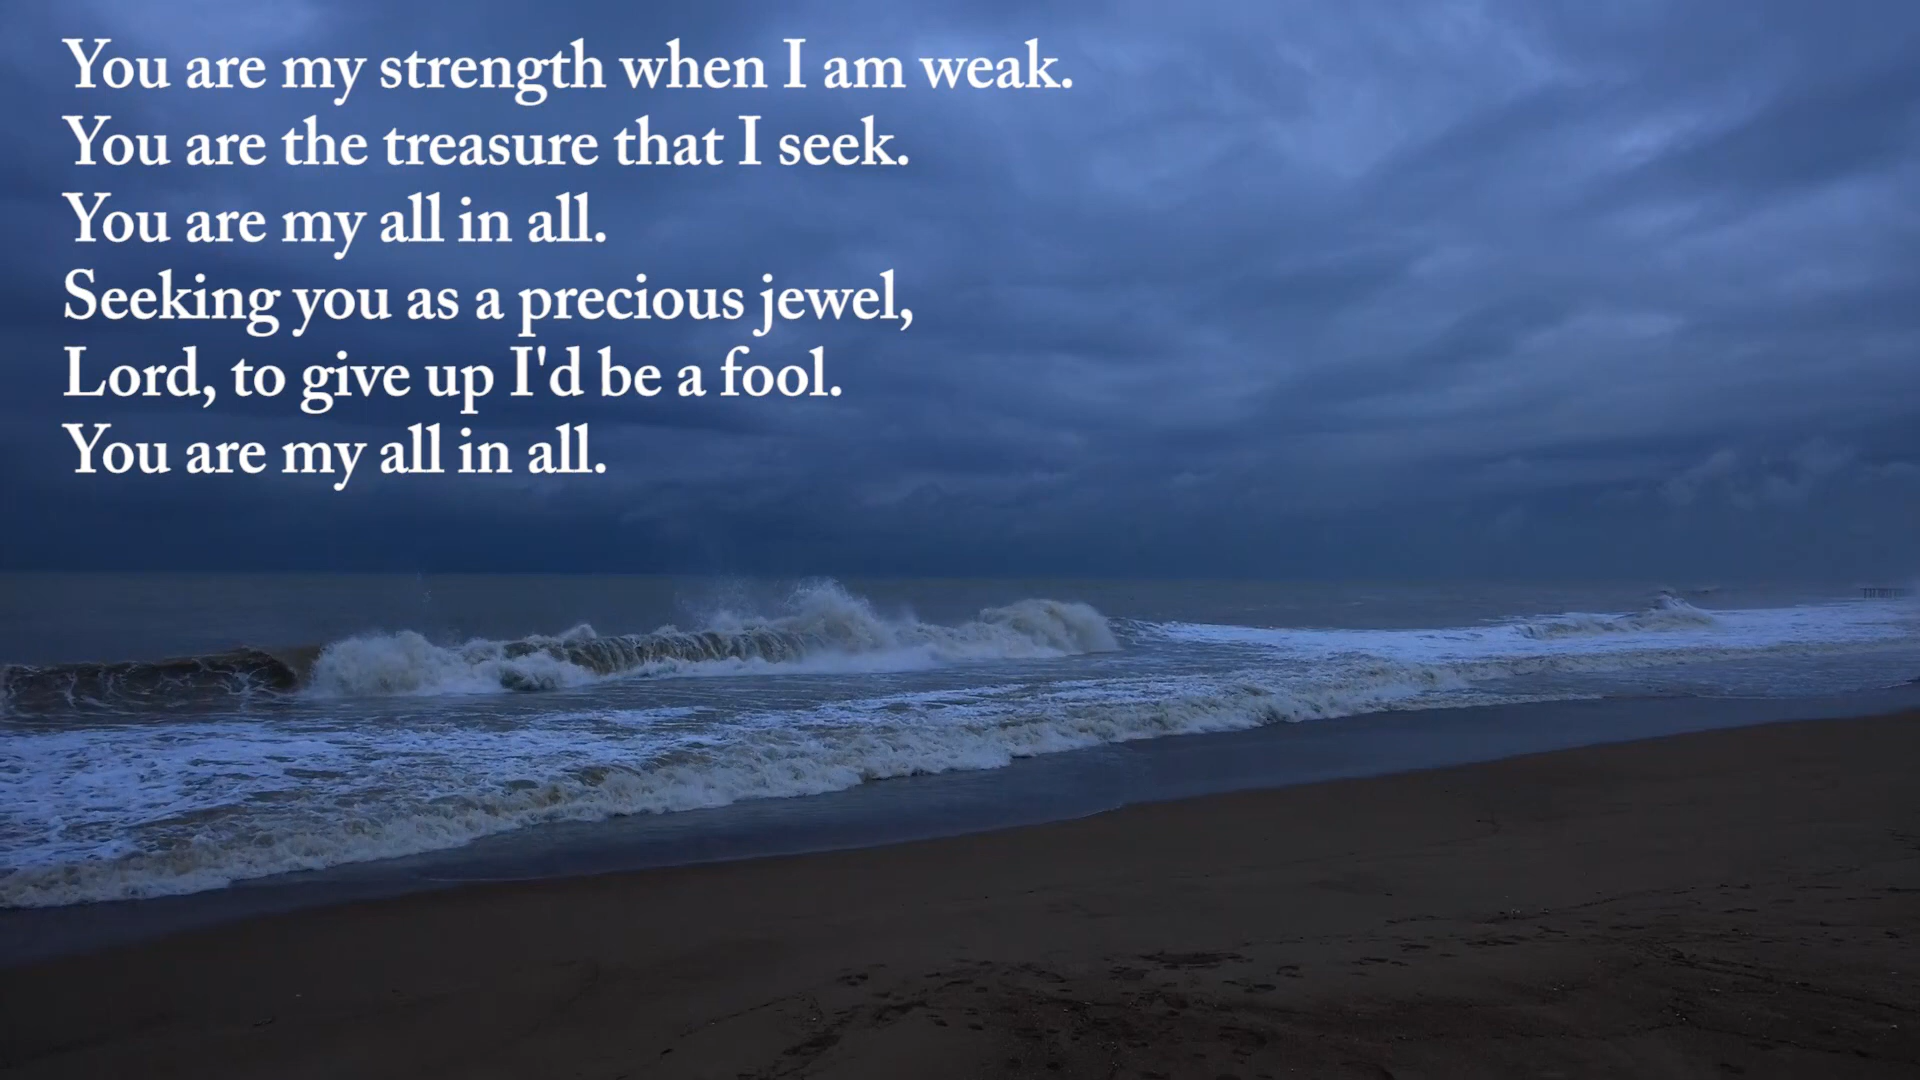 You are my strength when I am weak.
You are the treasure that I seek.
You are my all in all.
Seeking you as a precious jewel,
Lord, to give up I'd be a fool.
You are my all in all.